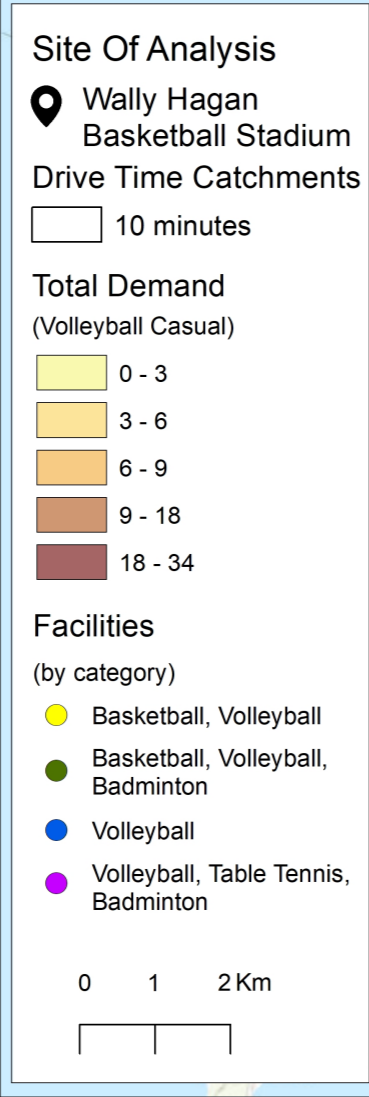 Site Of Analysis
Wally Hagan
Basketball Stadium
Drive Time Catchments
10 minutes
Total Demand
(Volleyball Casual)
0 - 3
3 - 6
6 - 9
9 - 18
18 - 34
Facilities
(by category)
Basketball, Volleyball
Basketball, Volleyball,
Badminton
Volleyball
Volleyball, Table Tennis,
Badminton
0 1 2 Km